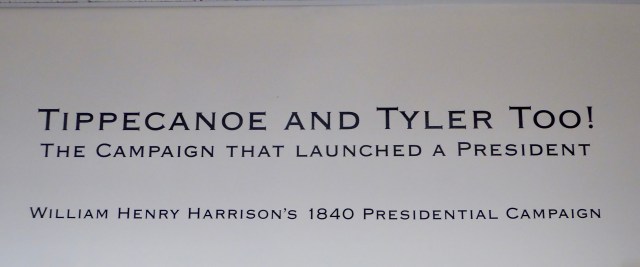 Tippecanoe and Tyler Too!
The Campaign that launched a President
William Henry Harrison's 1840 Presidential Campaign